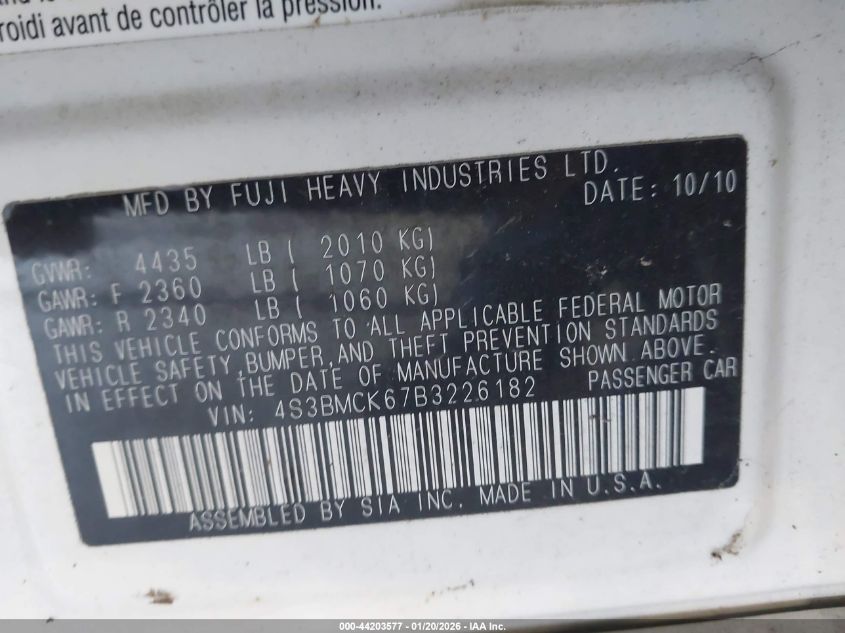 roidi avant de contrôler la pression.
MFD BY FUJI HEAVY INDUSTRIES LTD.
DATE: 10/10
GVWR: 4435 LB ( 2010 KG)
GAWR: F 2360 LB ( 1070 KG)
GAWR: R 2340 LB ( 1060 KG)
THIS VEHICLE CONFORMS TO ALL APPLICABLE FEDERAL MOTOR
VEHICLE SAFETY,BUMPER,AND THEFT PREVENTION STANDARDS
IN EFFECT ON THE DATE OF MANUFACTURE SHOWN ABOVE.
VIN: 4S3BMCK67B3226182 PASSENGER CAR
ASSEMBLED BY SIA INC. MADE IN U.S.A.
000-44203577 - 01/20/2026 - IAA Inc.